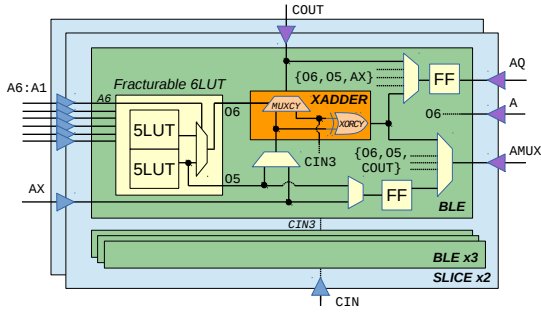 COUT
{O6,O5,AX}
FF
AQ
A6:A1
Fracturable 6LUT
A6
O6
XADDER
MUXCY
XORCY
O6
A
5LUT
5LUT
CIN3
{O6,O5,
COUT}
AMUX
O5
AX
FF
BLE
CIN3
BLE x3
SLICE x2
CIN